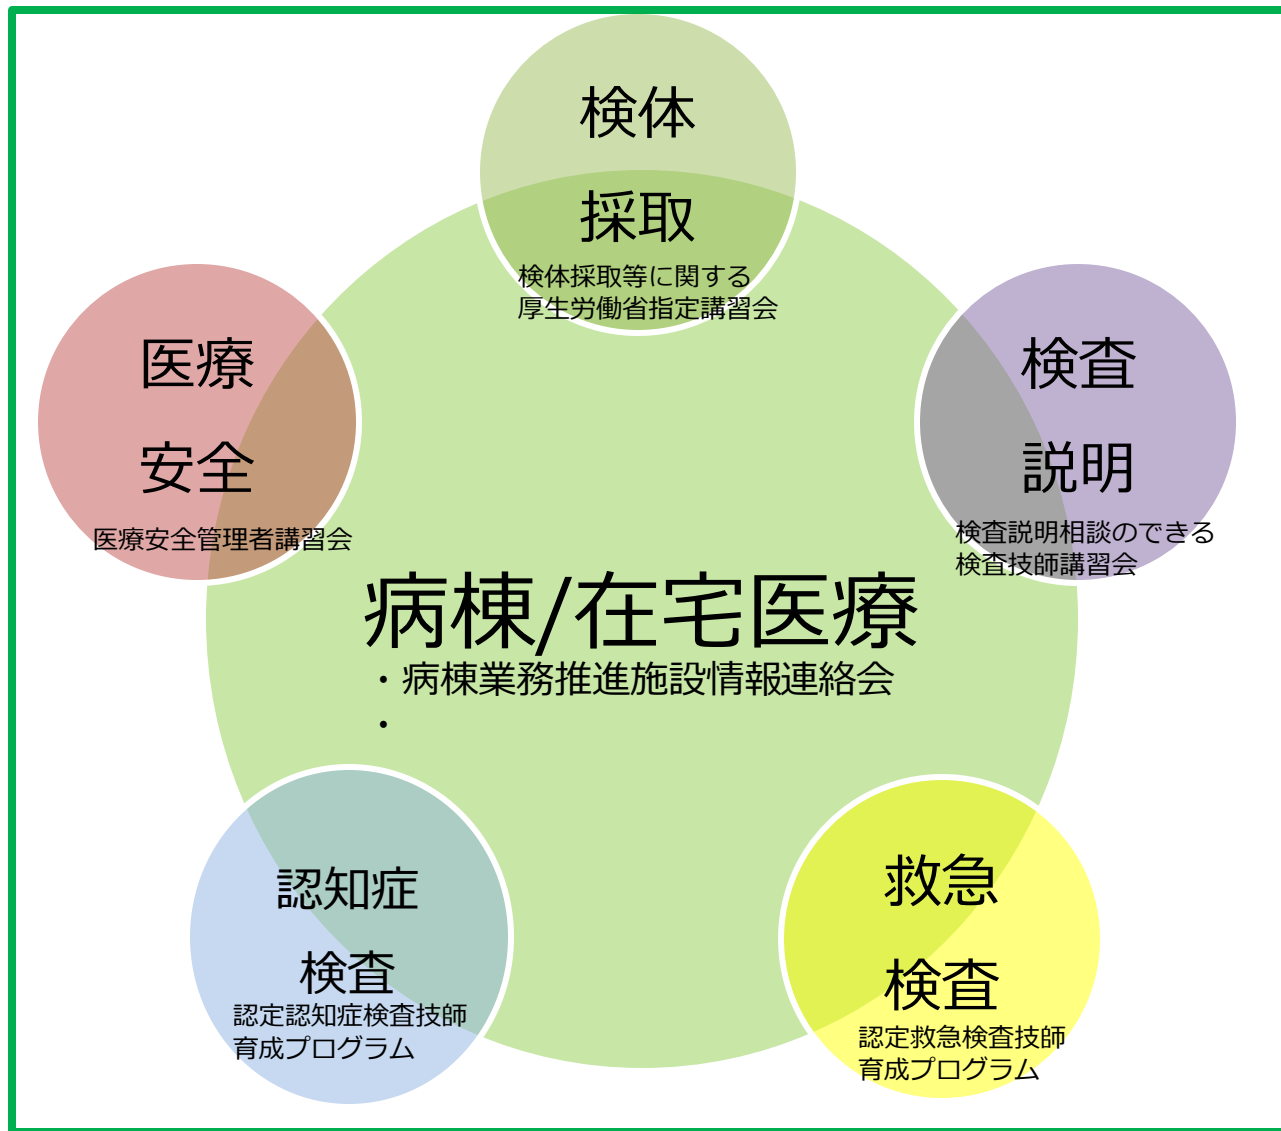 検体
採取
検体採取等に関する
厚生労働省指定講習会
医療
安全
医療安全管理者講習会
検査
説明
検査説明相談のできる
検査技師講習会
病棟/在宅医療
・病棟業務推進施設情報連絡会
・
認知症
検査
認定認知症検査技師
育成プログラム
救急
検査
認定救急検査技師
育成プログラム